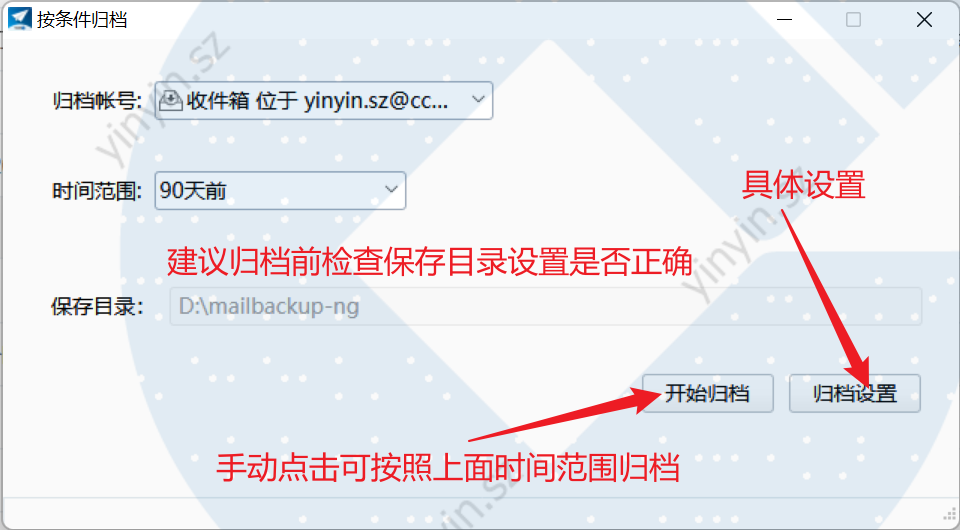 按条件归档
yinyin.sz
归档帐号: 收件箱 位于 yinyin.sz@cc...
时间范围: 90天前
具体设置
yinyin.sz
建议归档前检查保存目录设置是否正确
保存目录: D:\mailbackup-ng
开始归档 归档设置
手动点击可按照上面时间范围归档
yin.sz